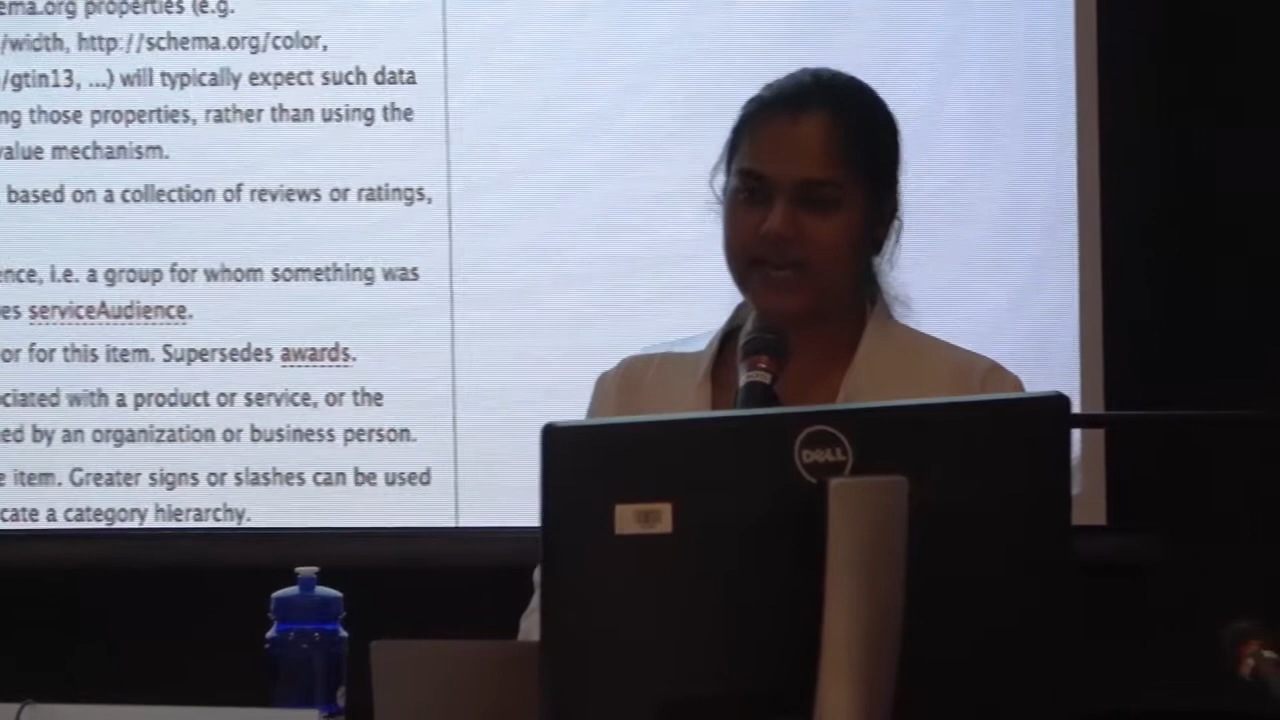 ema.org properties (e.g.
/width, http://schema.org/color,
/gtin13, ...) will typically expect such data
ng those properties, rather than using the
value mechanism.
based on a collection of reviews or ratings,
ence, i.e. a group for whom something was
es serviceAudience.
or for this item. Supersedes awards.
ciated with a product or service, or the
ed by an organization or business person.
e item. Greater signs or slashes can be used
cate a category hierarchy.
DELL